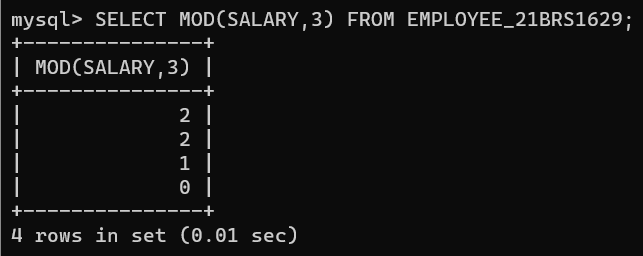 mysql> SELECT MOD(SALARY,3) FROM EMPLOYEE_21BRS1629;
+---------------+
| MOD(SALARY,3) |
+---------------+
|             2 |
|             2 |
|             1 |
|             0 |
+---------------+
4 rows in set (0.01 sec)